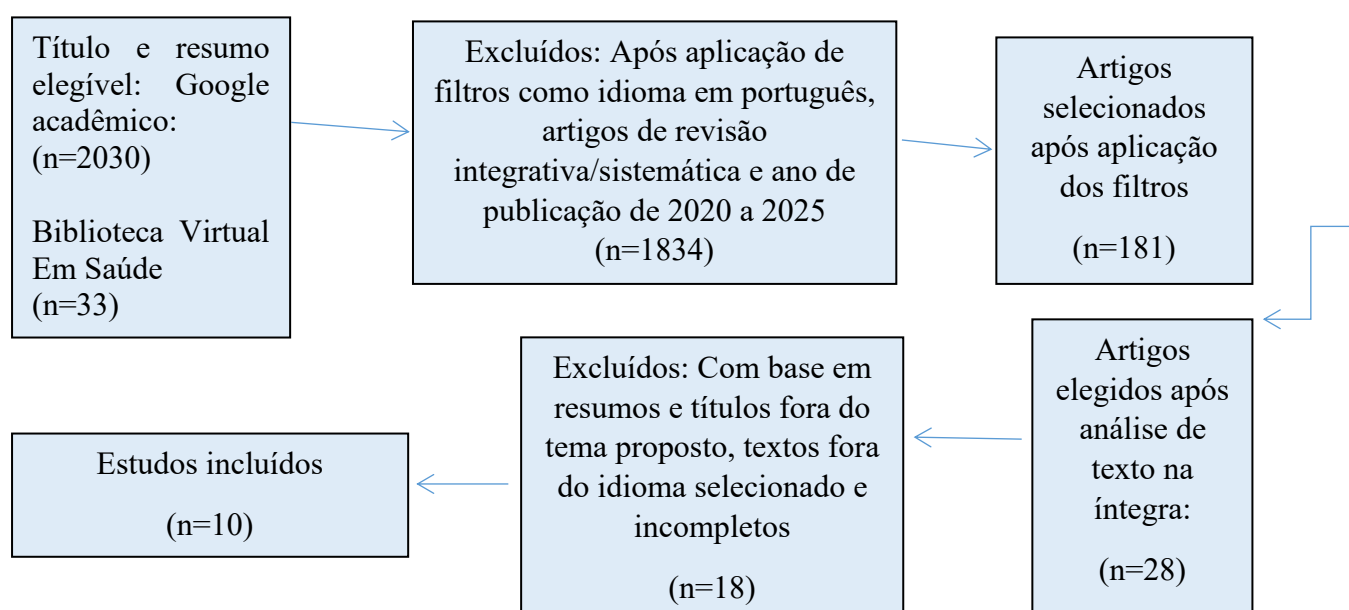 Título e resumo
elegível: Google
acadêmico:
(n=2030)
Biblioteca Virtual
Em Saúde
(n=33)
Excluídos: Após aplicação de
filtros como idioma em português,
artigos de revisão
integrativa/sistemática e ano de
publicação de 2020 a 2025
(n=1834)
Artigos
selecionados
após aplicação
dos filtros
(n=181)
Artigos
elegidos após
análise de
texto na
íntegra:
(n=28)
Excluídos: Com base em
resumos e títulos fora do
tema proposto, textos fora
do idioma selecionado e
incompletos
(n=18)
Estudos incluídos
(n=10)